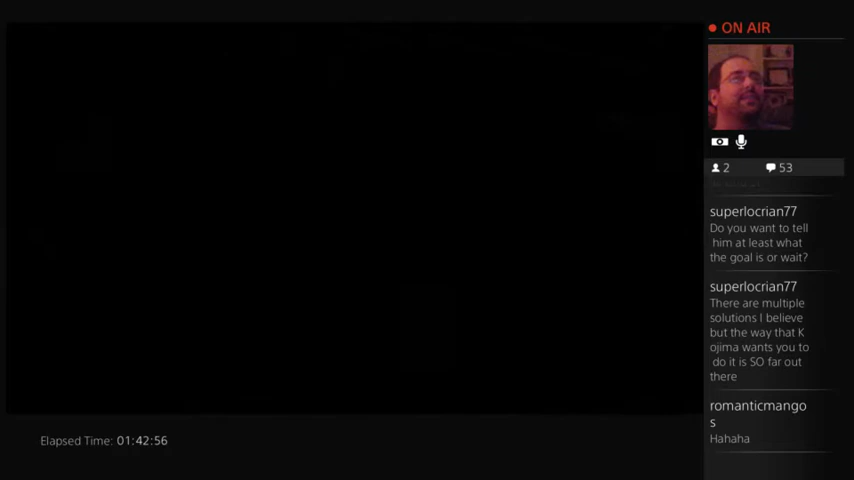 ON AIR
2 53
superlocrian77
Do you want to tell
him at least what
the goal is or wait?
superlocrian77
There are multiple
solutions I believe
but the way that K
ojima wants you to
do it is SO far out
there
romanticmango
s
Hahaha
Elapsed Time: 01:42:56